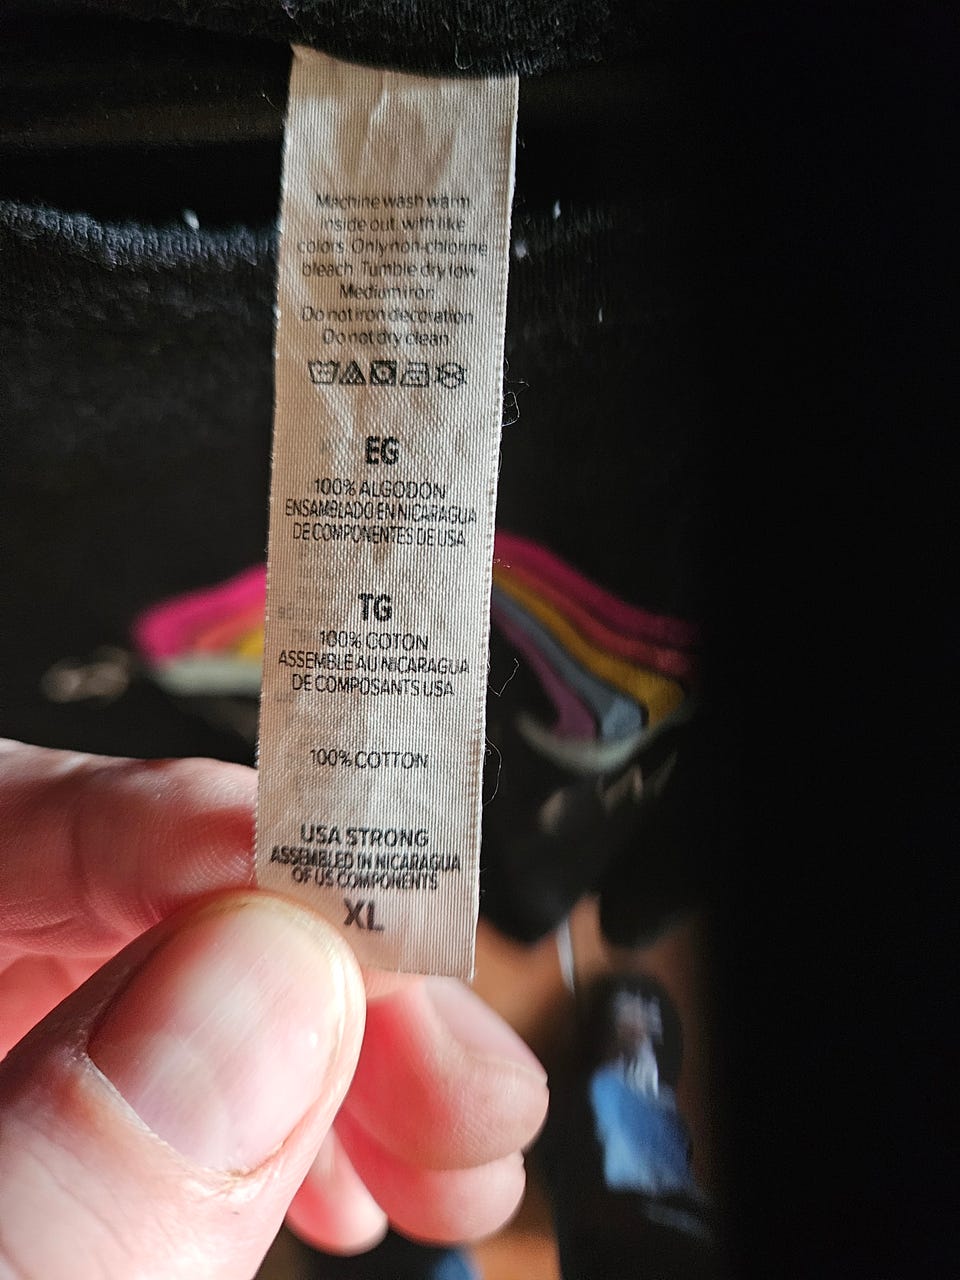 Machine wash warm
inside out, with like
colors. Only non-chlorine
bleach. Tumble dry low
Medium iron.
Do not iron decoration
Do not dry clean
EG
100% ALGODÓN
ENSAMBLADO EN NICARAGUA
DE COMPONENTES DE USA
TG
100% COTON
ASSEMBLE AU NICARAGUA
DE COMPOSANTS USA
100% COTTON
USA STRONG
ASSEMBLED IN NICARAGUA
OF US COMPONENTS
XL